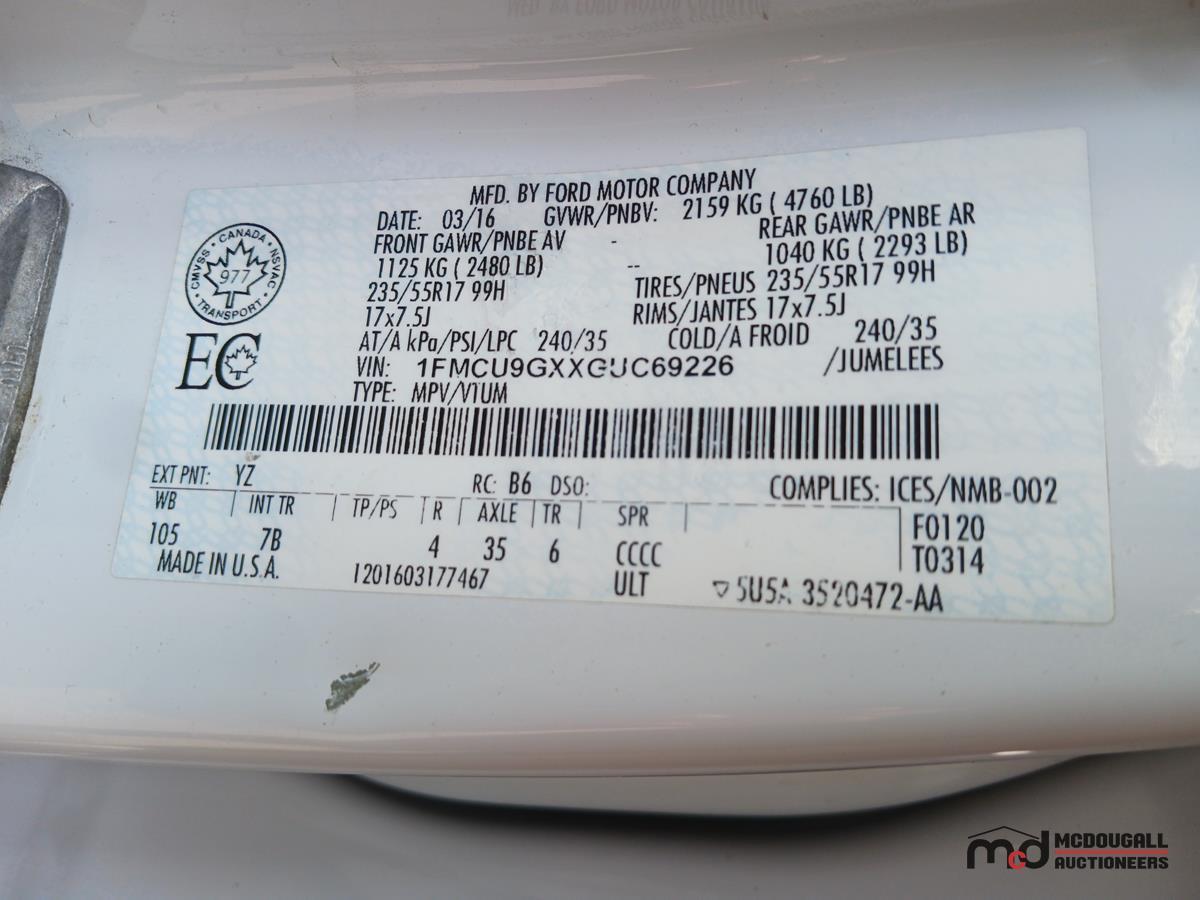 MFD. BY FORD MOTOR COMPANY
DATE: 03/16 GVWR/PNBV: 2159 KG ( 4760 LB)
FRONT GAWR/PNBE AV - REAR GAWR/PNBE AR
1125 KG ( 2480 LB) -- 1040 KG ( 2293 LB)
235/55R17 99H TIRES/PNEUS 235/55R17 99H
17x7.5J RIMS/JANTES 17x7.5J
AT/A kPa/PSI/LPC 240/35 COLD/A FROID 240/35
VIN: 1FMCU9GXXGUC69226 /JUMELEES
TYPE: MPV/VTUM
CMVSS • CANADA • NSVAC • TRANSPORT •
977
EC
EXT PNT: YZ RC: B6 DSO: COMPLIES: ICES/NMB-002
WB | INT TR | TP/PS | R | AXLE | TR | SPR | F0120
105 7B 4 35 6 CCCC T0314
MADE IN U.S.A. 1201603177467 ULT ▽ 5U5A 3520472-AA
mcd MCDOUGALL
AUCTIONEERS